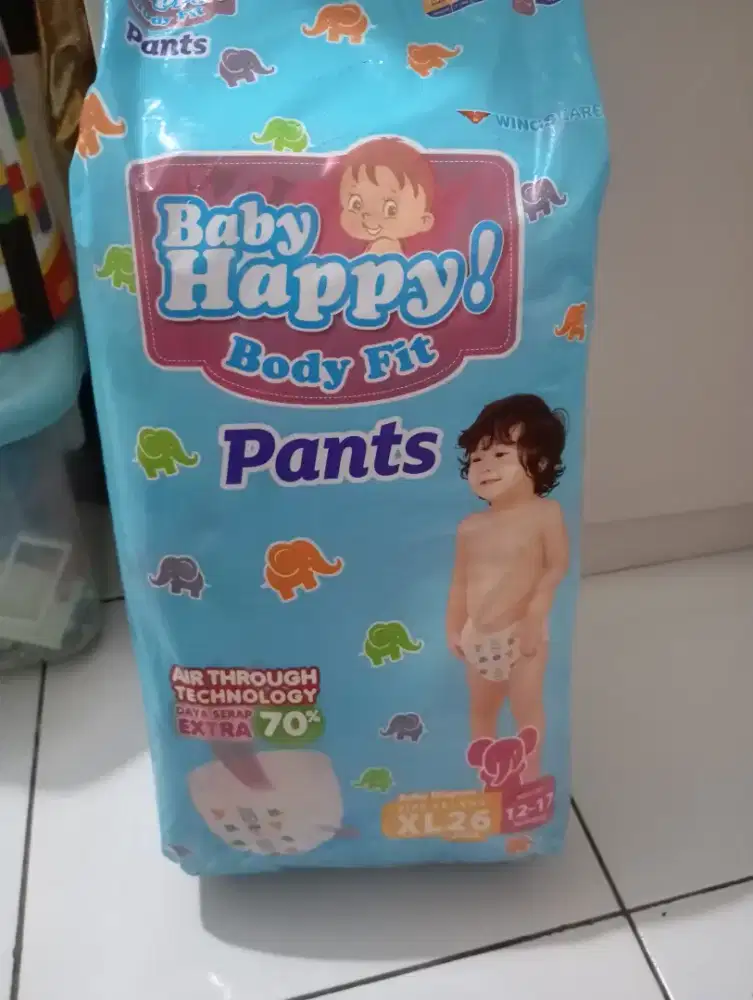 Pants
WINGS CARE
Baby
Happy!
Body Fit
Pants
AIR THROUGH
TECHNOLOGY
DAYA SERAP
EXTRA 70%
XL26
12-17